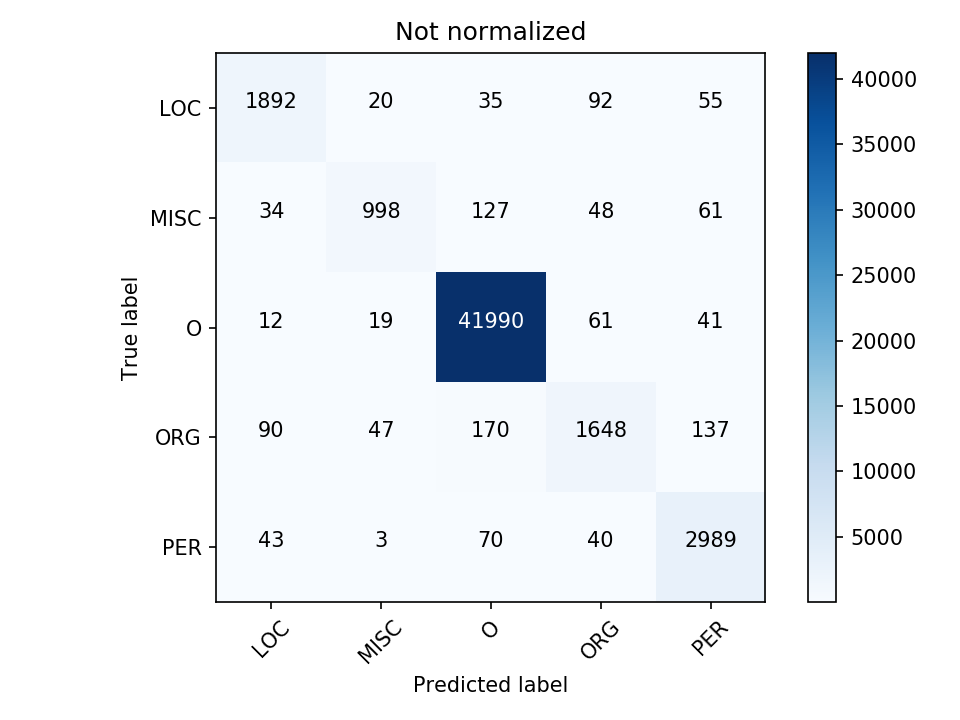 Not normalized
True label
LOC 1892 20 35 92 55
MISC 34 998 127 48 61
O 12 19 41990 61 41
ORG 90 47 170 1648 137
PER 43 3 70 40 2989
LOC MISC O ORG PER
Predicted label
40000
35000
30000
25000
20000
15000
10000
5000